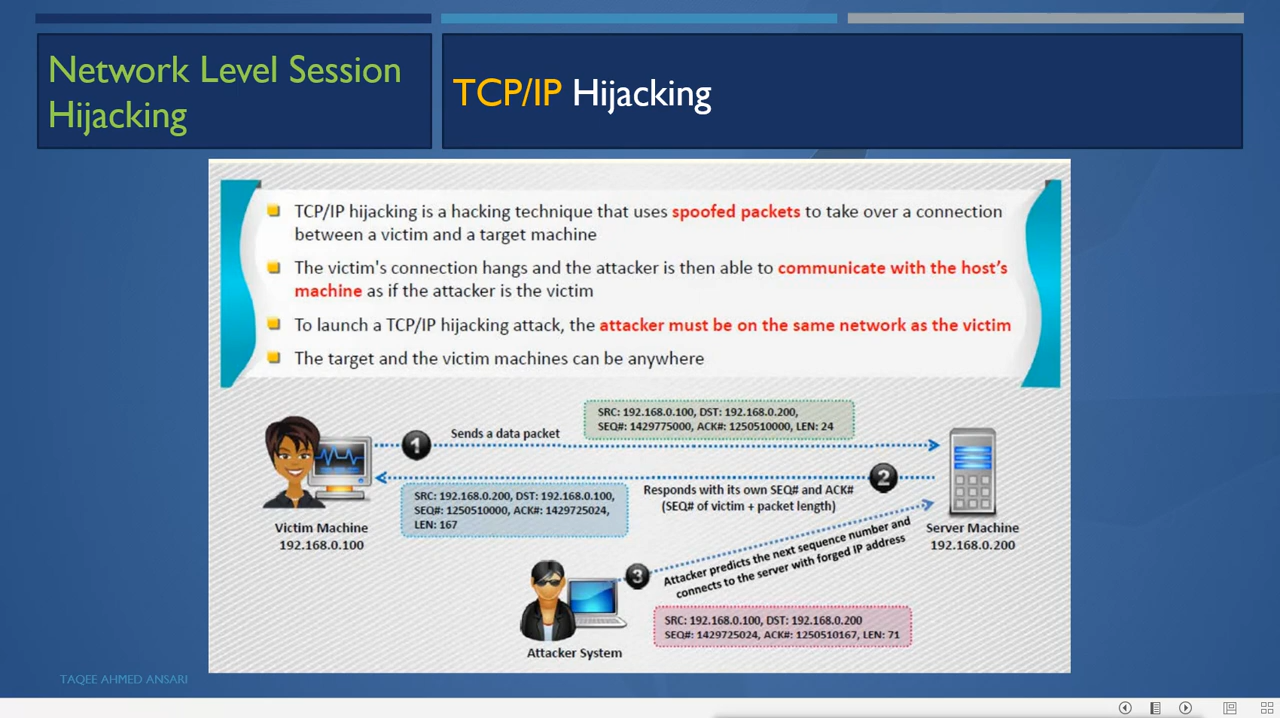 Network Level Session
Hijacking
TCP/IP Hijacking
TCP/IP hijacking is a hacking technique that uses spoofed packets to take over a connection
between a victim and a target machine
The victim's connection hangs and the attacker is then able to communicate with the host's
machine as if the attacker is the victim
To launch a TCP/IP hijacking attack, the attacker must be on the same network as the victim
The target and the victim machines can be anywhere
SRC: 192.168.0.100, DST: 192.168.0.200,
SEQ#: 1429775000, ACK#: 1250510000, LEN: 24
1
Sends a data packet
2
Responds with its own SEQ# and ACK#
(SEQ# of victim + packet length)
SRC: 192.168.0.200, DST: 192.168.0.100,
SEQ#: 1250510000, ACK#: 1429725024,
LEN: 167
Victim Machine
192.168.0.100
Server Machine
192.168.0.200
3
Attacker predicts the next sequence number and
connects to the server with forged IP address
SRC: 192.168.0.100, DST: 192.168.0.200
SEQ#: 1429725024, ACK#: 1250510167, LEN: 71
Attacker System
TAQEE AHMED ANSARI